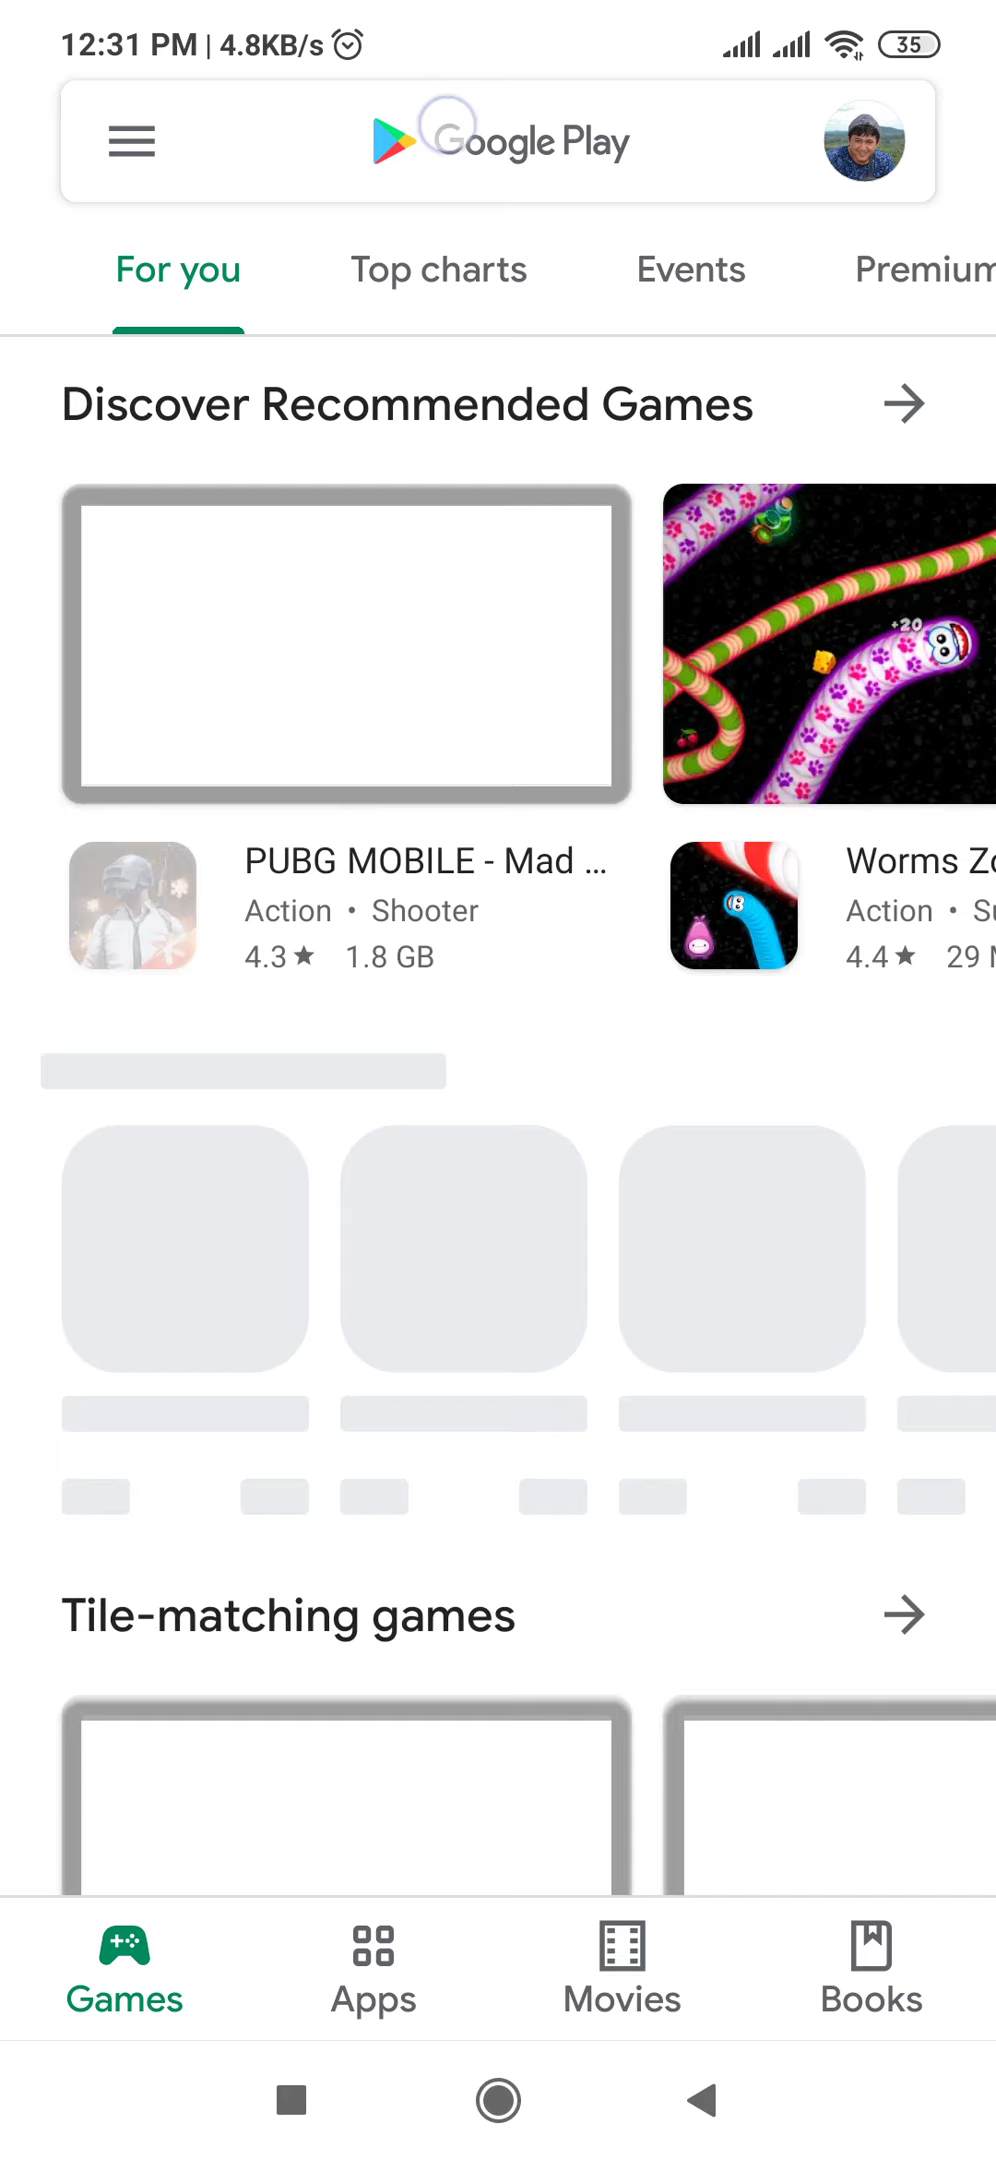 12:31 PM | 4.8KB/s
35
Google Play
For you
Top charts
Events
Premium
Discover Recommended Games
+20
PUBG MOBILE - Mad ...
Action • Shooter
4.3 ★ 1.8 GB
Worms Zo
Action • Su
4.4 ★ 29 M
Tile-matching games
Games
Apps
Movies
Books